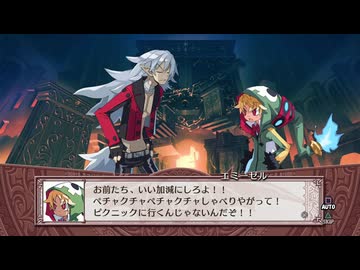 エミーゼル
お前たち、いい加減にしろよ！！
ペチャクチャペチャクチャしゃべりやがって！
ピクニックに行くんじゃないんだぞ！！
AUTO
SKIP